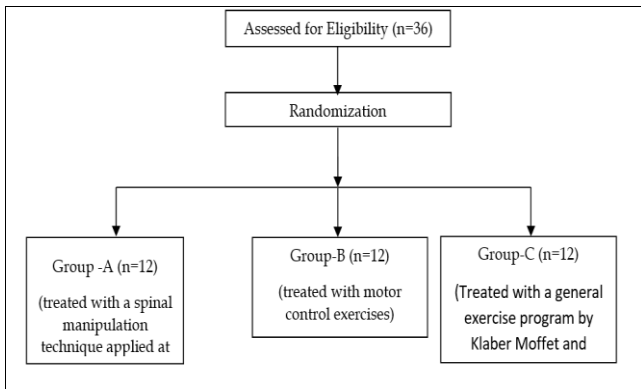 Assessed for Eligibility (n=36)
Randomization
Group -A (n=12)
(treated with a spinal
manipulation
technique applied at
Group-B (n=12)
(treated with motor
control exercises)
Group-C (n=12)
(Treated with a general
exercise program by
Klaber Moffet and